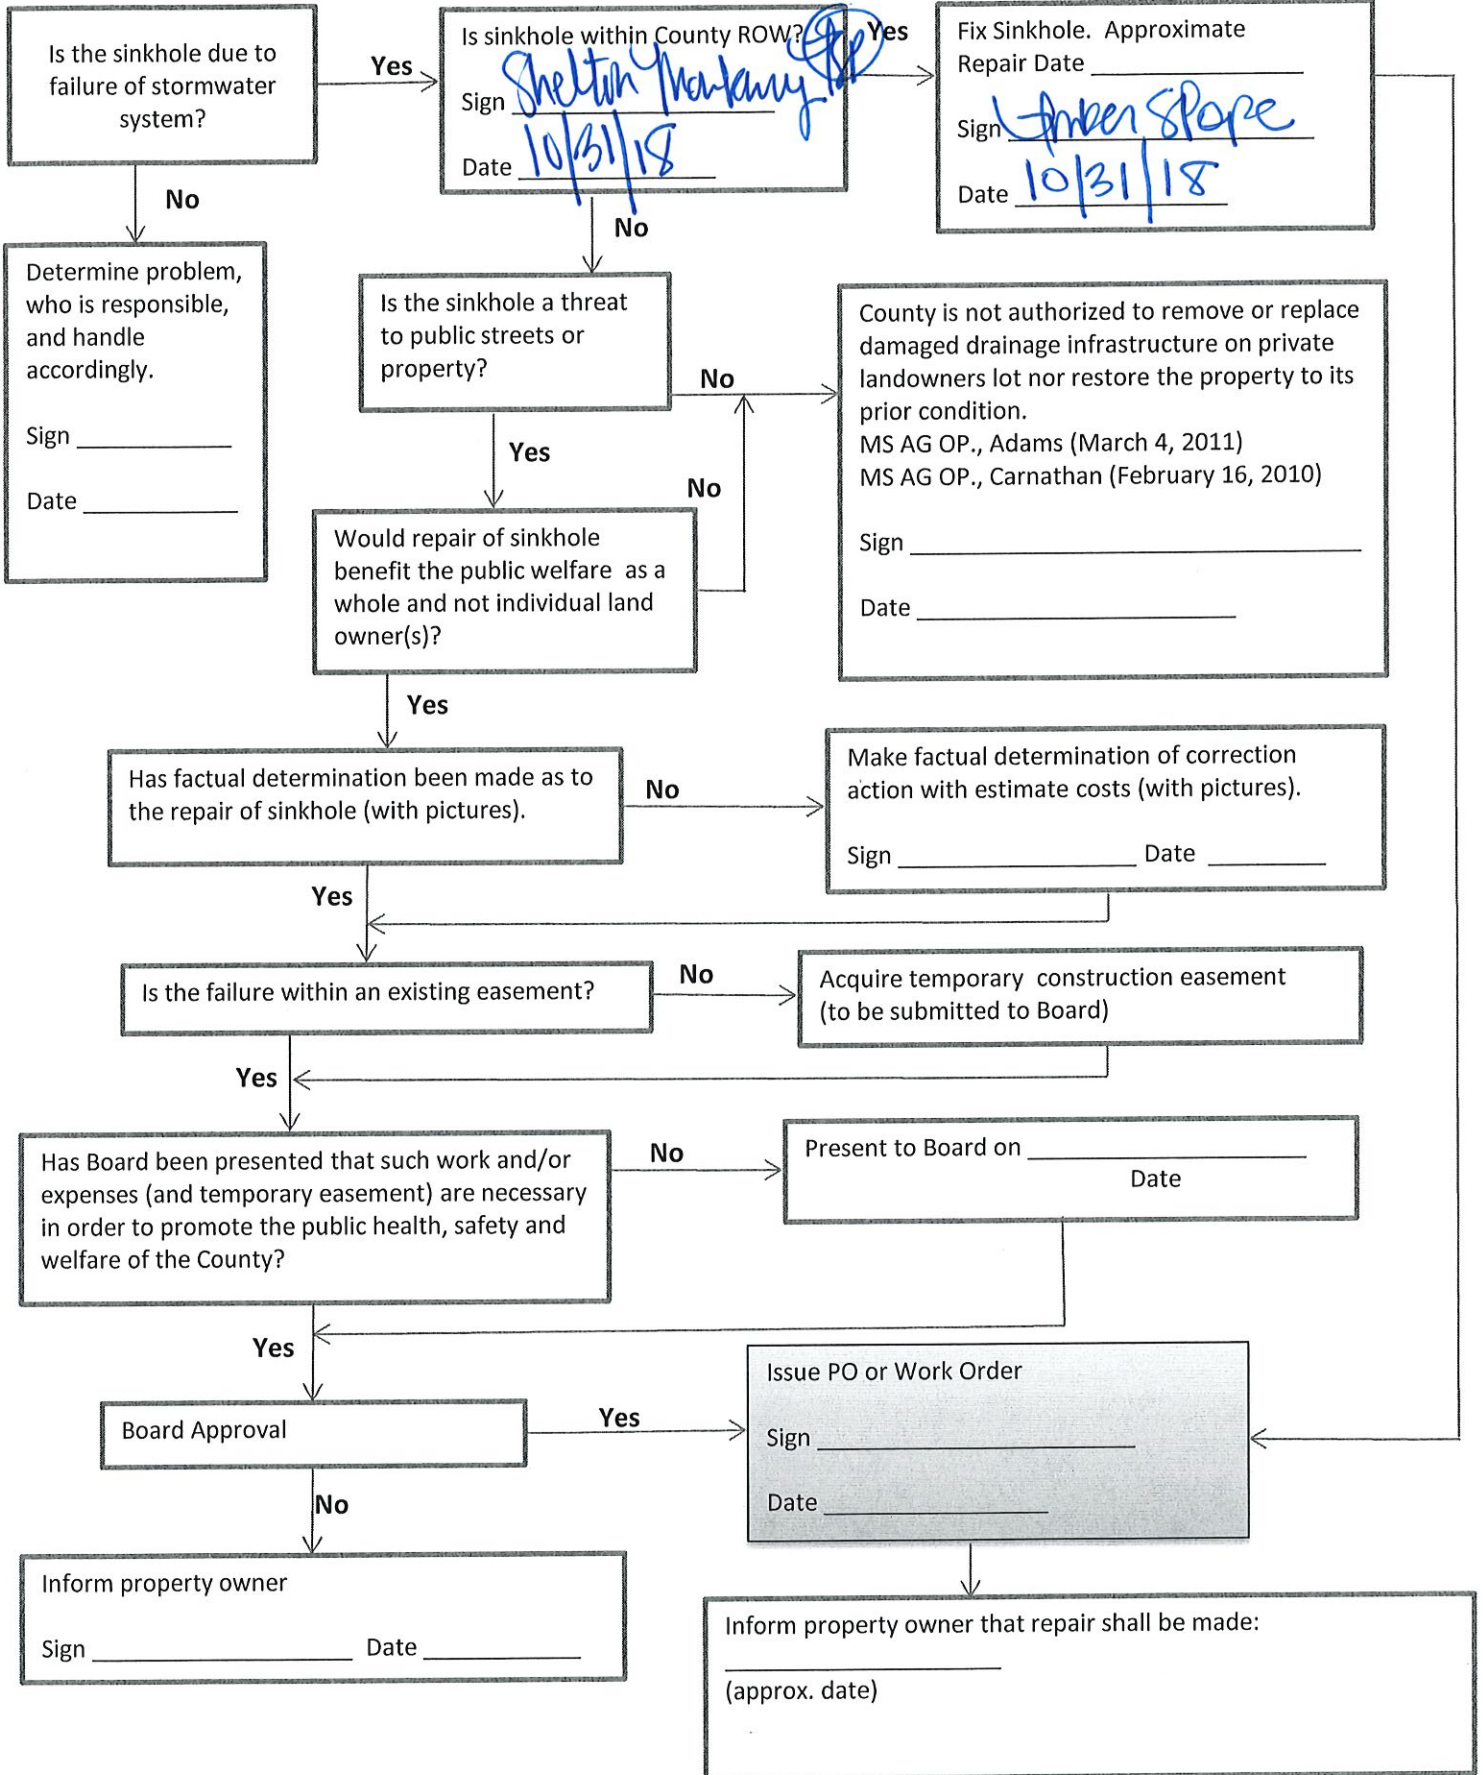 Is the sinkhole due to
failure of stormwater
system?
Yes
No
Is sinkhole within County ROW?
Sign Shelton
Date 10/31/18
Yes
No
Fix Sinkhole. Approximate
Repair Date
Sign Amber S Pope
Date 10/31/18
Determine problem,
who is responsible,
and handle
accordingly.
Sign
Date
Is the sinkhole a threat
to public streets or
property?
No
Yes
County is not authorized to remove or replace
damaged drainage infrastructure on private
landowners lot nor restore the property to its
prior condition.
MS AG OP., Adams (March 4, 2011)
MS AG OP., Carnathan (February 16, 2010)
Sign
Date
Would repair of sinkhole
benefit the public welfare as a
whole and not individual land
owner(s)?
No
Yes
Has factual determination been made as to
the repair of sinkhole (with pictures).
No
Yes
Make factual determination of correction
action with estimate costs (with pictures).
Sign Date
Is the failure within an existing easement?
No
Yes
Acquire temporary construction easement
(to be submitted to Board)
Has Board been presented that such work and/or
expenses (and temporary easement) are necessary
in order to promote the public health, safety and
welfare of the County?
No
Yes
Present to Board on
Date
Board Approval
Yes
No
Issue PO or Work Order
Sign
Date
Inform property owner
Sign Date
Inform property owner that repair shall be made:
(approx. date)